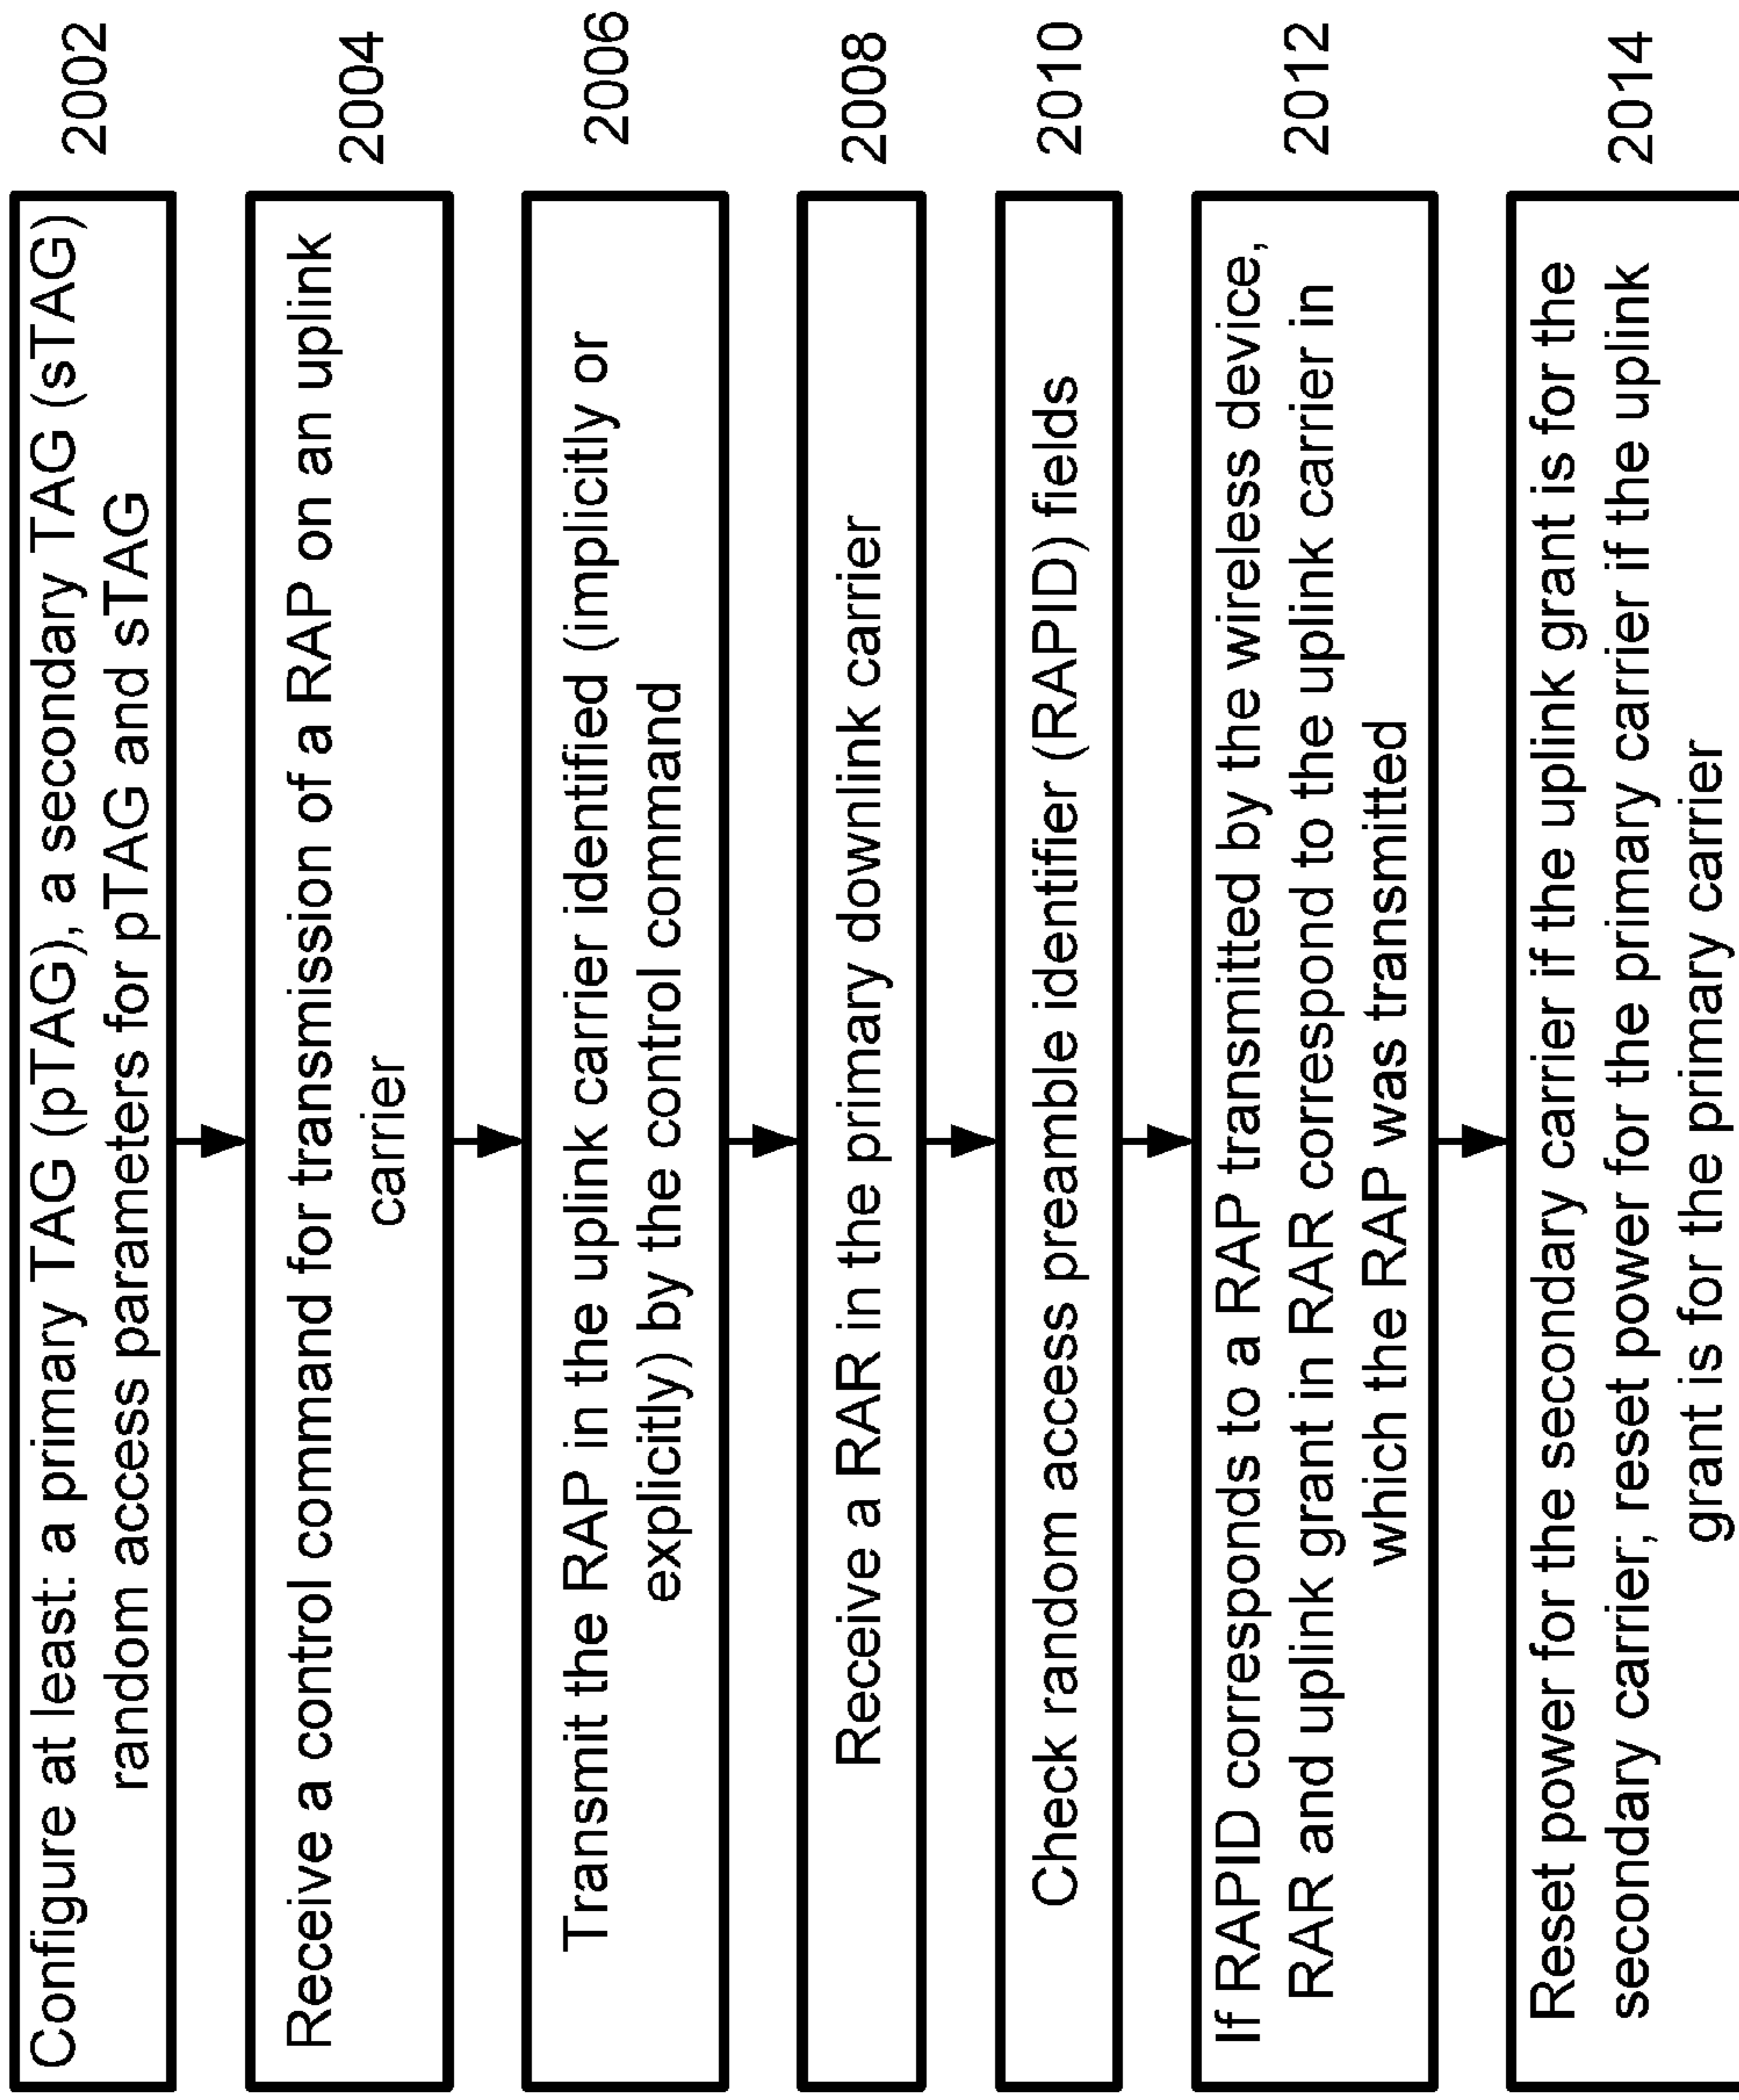 Configure at least: a primary TAG (pTAG), a secondary TAG (sTAG)
random access parameters for pTAG and sTAG
2002
Receive a control command for transmission of a RAP on an uplink
carrier
2004
Transmit the RAP in the uplink carrier identified (implicitly or
explicitly) by the control command
2006
Receive a RAR in the primary downlink carrier
2008
Check random access preamble identifier (RAPID) fields
2010
If RAPID corresponds to a RAP transmitted by the wireless device,
RAR and uplink grant in RAR correspond to the uplink carrier in
which the RAP was transmitted
2012
Reset power for the secondary carrier if the uplink grant is for the
secondary carrier; reset power for the primary carrier if the uplink
grant is for the primary carrier
2014